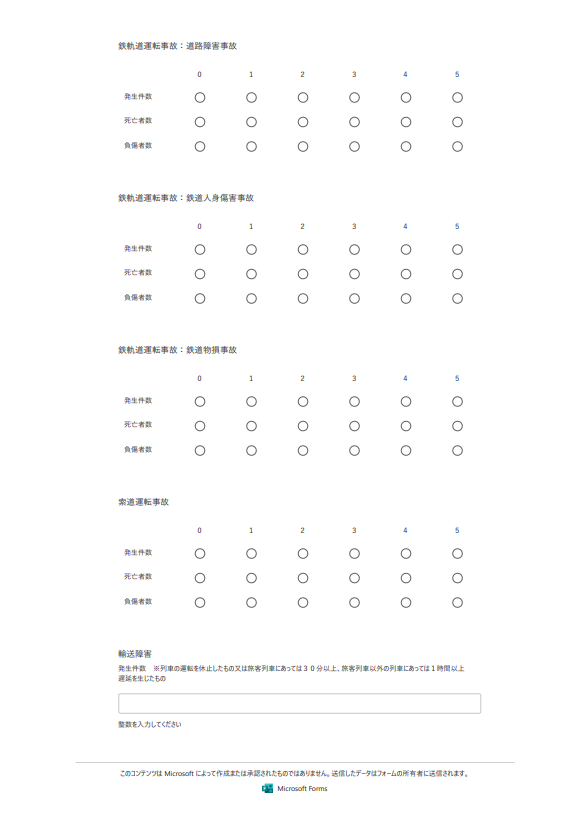 鉄軌道運転事故：道路障害事故
0 1 2 3 4 5
発生件数
死亡者数
負傷者数
鉄軌道運転事故：鉄道人身傷害事故
0 1 2 3 4 5
発生件数
死亡者数
負傷者数
鉄軌道運転事故：鉄道物損事故
0 1 2 3 4 5
発生件数
死亡者数
負傷者数
索道運転事故
0 1 2 3 4 5
発生件数
死亡者数
負傷者数
輸送障害
発生件数　※列車の運転を休止したもの又は旅客列車にあっては３０分以上、旅客列車以外の列車にあっては１時間以上
遅延を生じたもの
整数を入力してください
このコンテンツは Microsoft によって作成または承認されたものではありません。送信したデータはフォームの所有者に送信されます。
Microsoft Forms